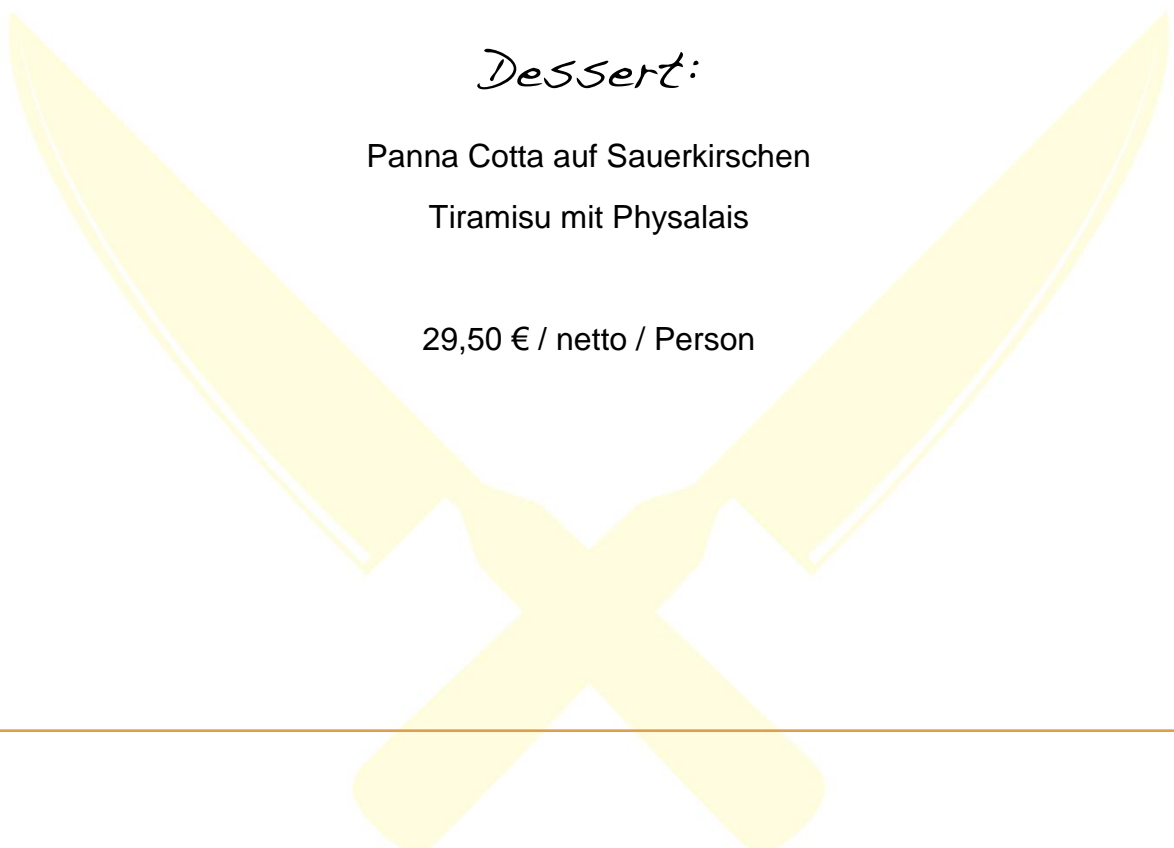 Dessert:
Panna Cotta auf Sauerkirschen
Tiramisu mit Physalais
29,50 € / netto / Person